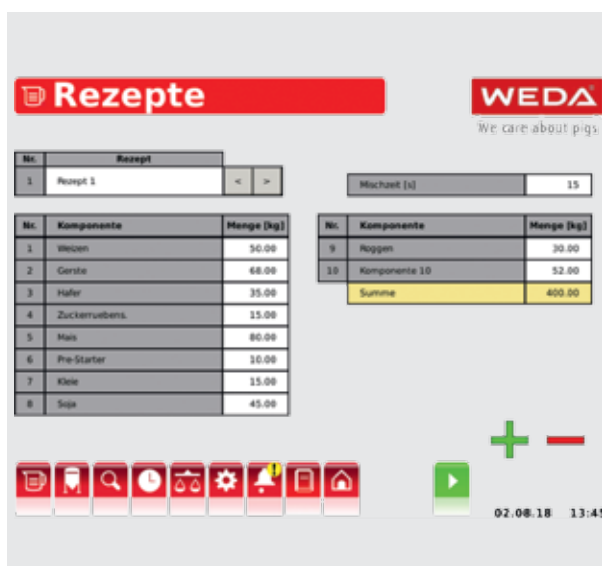 Rezepte
WEDA
We care about pigs
Nr. Rezept
1 Rezept 1 < >
Mischzeit [s] 15
Nr. Komponente Menge [kg]
1 Weizen 50.00
2 Gerste 68.00
3 Hafer 35.00
4 Zuckerruebens. 15.00
5 Mais 80.00
6 Pre-Starter 10.00
7 Kleie 15.00
8 Soja 45.00
Nr. Komponente Menge [kg]
9 Roggen 30.00
10 Komponente 10 52.00
Summe 400.00
02.08.18 13:45